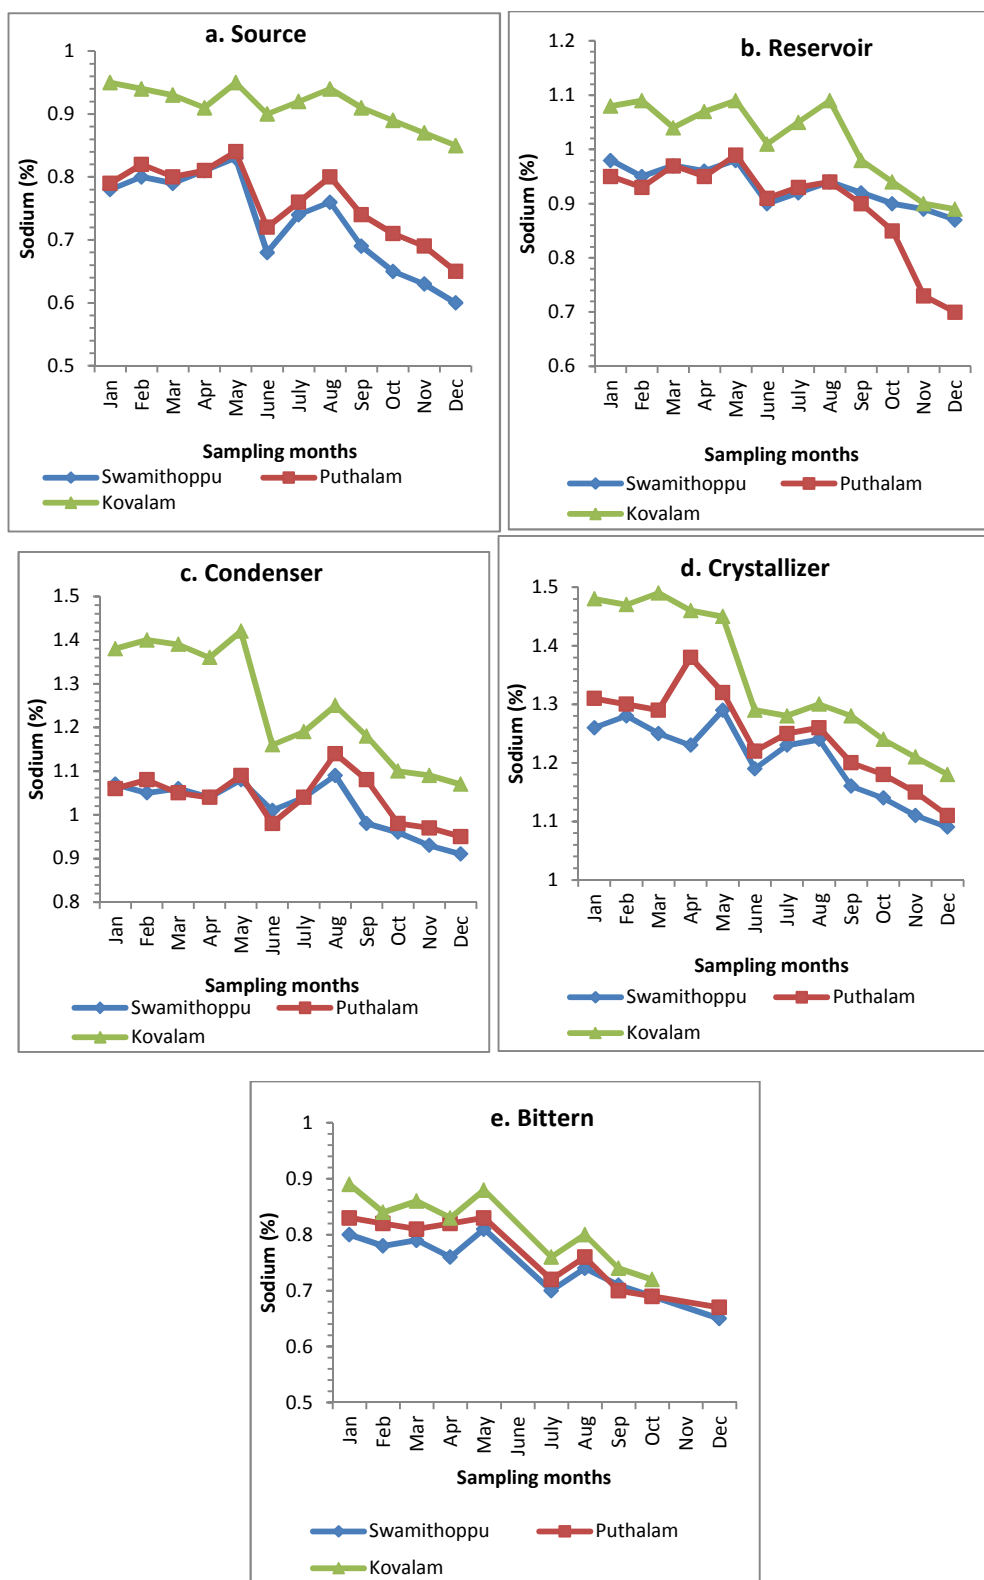 a. Source
1
0.9
0.8
0.7
0.6
0.5
Sodium (%)
Jan Feb Mar Apr May June July Aug Sep Oct Nov Dec
Sampling months
Swamithoppu Puthalam
Kovalam
b. Reservoir
1.2
1.1
1
0.9
0.8
0.7
0.6
Sodium (%)
Jan Feb Mar Apr May June July Aug Sep Oct Nov Dec
Sampling months
Swamithoppu Puthalam
Kovalam
c. Condenser
1.5
1.4
1.3
1.2
1.1
1
0.9
0.8
Sodium (%)
Jan Feb Mar Apr May June July Aug Sep Oct Nov Dec
Sampling months
Swamithoppu Puthalam
Kovalam
d. Crystallizer
1.5
1.4
1.3
1.2
1.1
1
Sodium (%)
Jan Feb Mar Apr May June July Aug Sep Oct Nov Dec
Sampling months
Swamithoppu Puthalam
Kovalam
e. Bittern
1
0.9
0.8
0.7
0.6
0.5
Sodium (%)
Jan Feb Mar Apr May June July Aug Sep Oct Nov Dec
Sampling months
Swamithoppu Puthalam
Kovalam